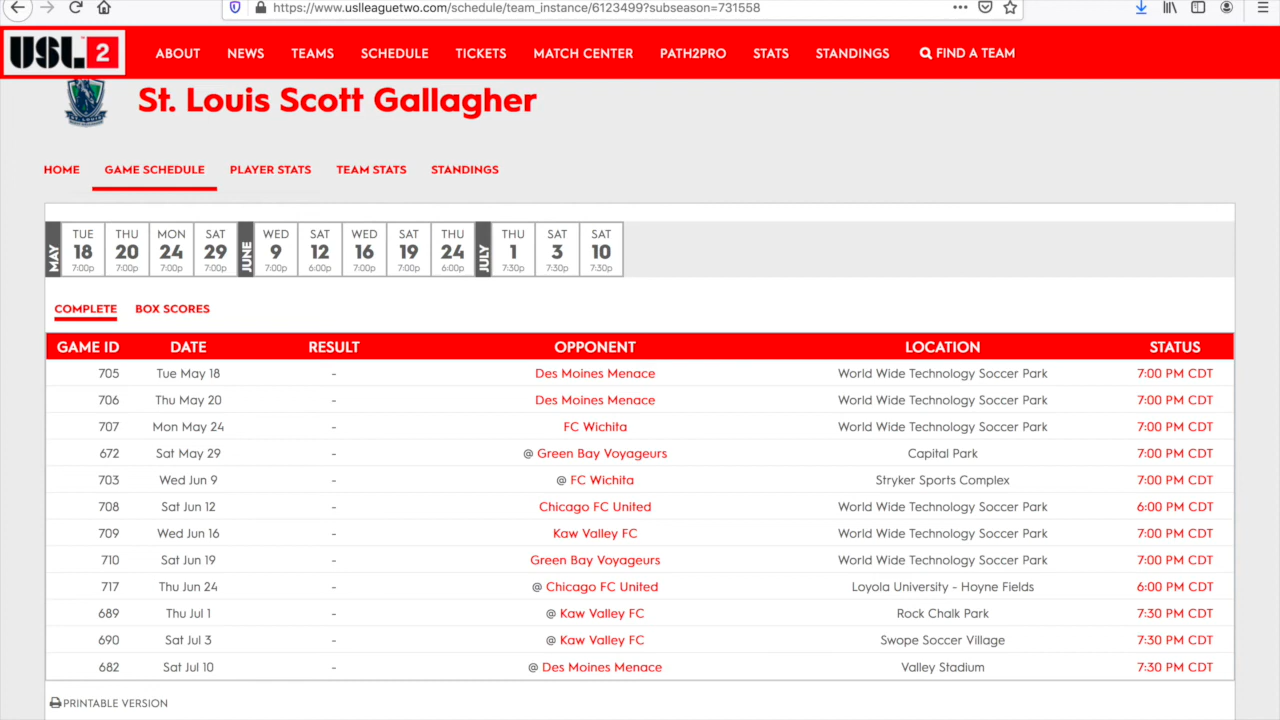 https://www.uslleaguetwo.com/schedule/team_instance/6123499?subseason=731558
USL 2 ABOUT NEWS TEAMS SCHEDULE TICKETS MATCH CENTER PATH2PRO STATS STANDINGS FIND A TEAM
St. Louis Scott Gallagher
ST. LOUIS
HOME GAME SCHEDULE PLAYER STATS TEAM STATS STANDINGS
MAY TUE 18 7:00p THU 20 7:00p MON 24 7:00p SAT 29 7:00p JUNE WED 9 7:00p SAT 12 6:00p WED 16 7:00p SAT 19 7:00p THU 24 6:00p JULY THU 1 7:30p SAT 3 7:30p SAT 10 7:30p
COMPLETE BOX SCORES
GAME ID DATE RESULT OPPONENT LOCATION STATUS
705 Tue May 18 - Des Moines Menace World Wide Technology Soccer Park 7:00 PM CDT
706 Thu May 20 - Des Moines Menace World Wide Technology Soccer Park 7:00 PM CDT
707 Mon May 24 - FC Wichita World Wide Technology Soccer Park 7:00 PM CDT
672 Sat May 29 - @ Green Bay Voyageurs Capital Park 7:00 PM CDT
703 Wed Jun 9 - @ FC Wichita Stryker Sports Complex 7:00 PM CDT
708 Sat Jun 12 - Chicago FC United World Wide Technology Soccer Park 6:00 PM CDT
709 Wed Jun 16 - Kaw Valley FC World Wide Technology Soccer Park 7:00 PM CDT
710 Sat Jun 19 - Green Bay Voyageurs World Wide Technology Soccer Park 7:00 PM CDT
717 Thu Jun 24 - @ Chicago FC United Loyola University - Hoyne Fields 6:00 PM CDT
689 Thu Jul 1 - @ Kaw Valley FC Rock Chalk Park 7:30 PM CDT
690 Sat Jul 3 - @ Kaw Valley FC Swope Soccer Village 7:30 PM CDT
682 Sat Jul 10 - @ Des Moines Menace Valley Stadium 7:30 PM CDT
PRINTABLE VERSION